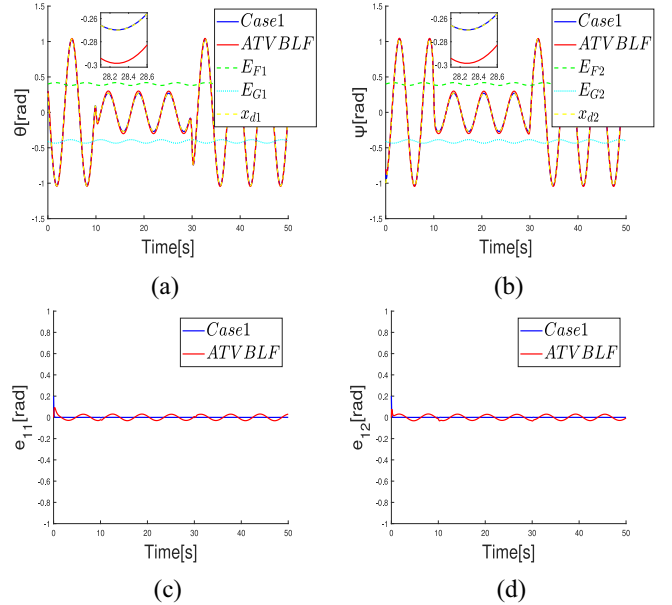 1.5
1
0.5
0
-0.5
-1
-1.5
θ[rad]
-0.26
-0.28
-0.3
28.2 28.4 28.6
Case1
ATVBLF
E_F1
E_G1
x_d1
0 10 20 30 40 50
Time[s]
(a)
1.5
1
0.5
0
-0.5
-1
-1.5
ψ[rad]
-0.26
-0.28
-0.3
28.2 28.4 28.6
Case1
ATVBLF
E_F2
E_G2
x_d2
0 10 20 30 40 50
Time[s]
(b)
1
0.8
0.6
0.4
0.2
0
-0.2
-0.4
-0.6
-0.8
-1
e_11[rad]
Case1
ATVBLF
0 10 20 30 40 50
Time[s]
(c)
1
0.8
0.6
0.4
0.2
0
-0.2
-0.4
-0.6
-0.8
-1
e_12[rad]
Case1
ATVBLF
0 10 20 30 40 50
Time[s]
(d)